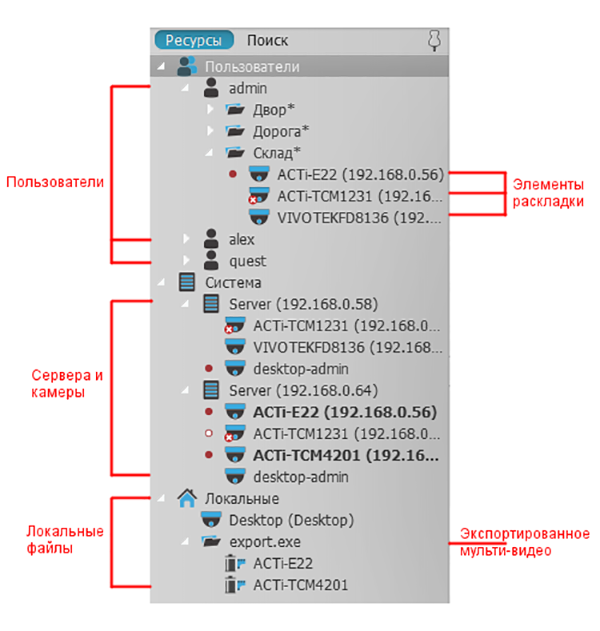 Ресурсы Поиск
Пользователи
admin
Двор*
Дорога*
Склад*
ACTi-E22 (192.168.0.56)
ACTi-TCM1231 (192.16...
VIVOTEKFD8136 (192....
alex
quest
Система
Server (192.168.0.58)
ACTi-TCM1231 (192.168.0...
VIVOTEKFD8136 (192.168...
desktop-admin
Server (192.168.0.64)
ACTi-E22 (192.168.0.56)
ACTi-TCM1231 (192.168.0...
ACTi-TCM4201 (192.16...
desktop-admin
Локальные
Desktop (Desktop)
export.exe
ACTi-E22
ACTi-TCM4201
Пользователи
Элементы
раскладки
Сервера и
камеры
Локальные
файлы
Экспортированное
мульти-видео